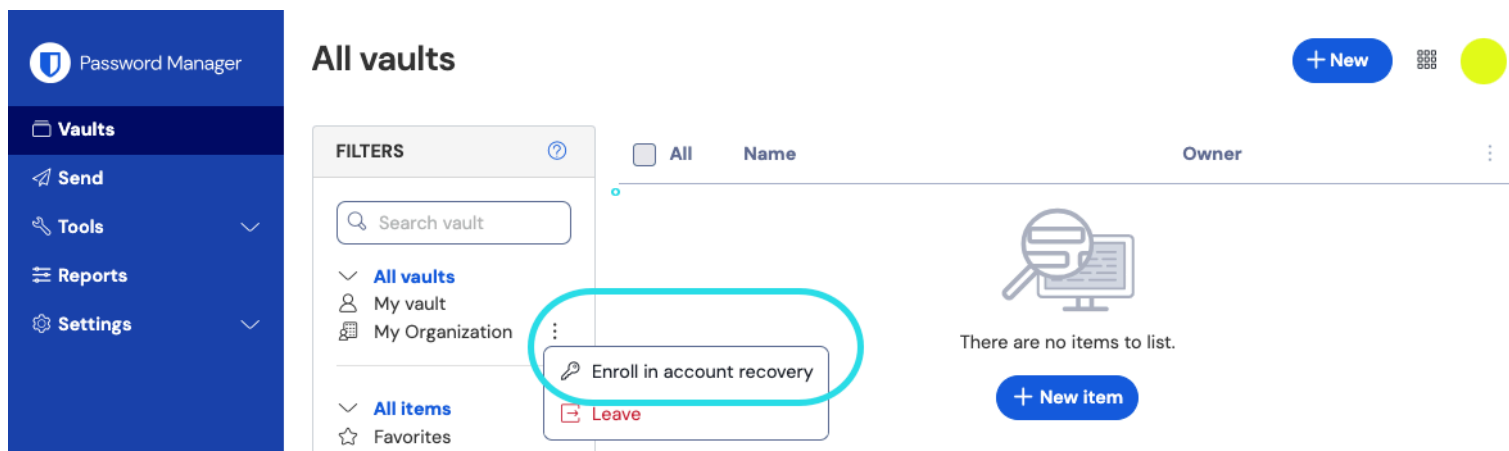 Password Manager
Vaults
Send
Tools
Reports
Settings
All vaults
New
FILTERS
Search vault
All vaults
My vault
My Organization
Enroll in account recovery
Leave
All items
Favorites
All Name Owner
There are no items to list.
New item